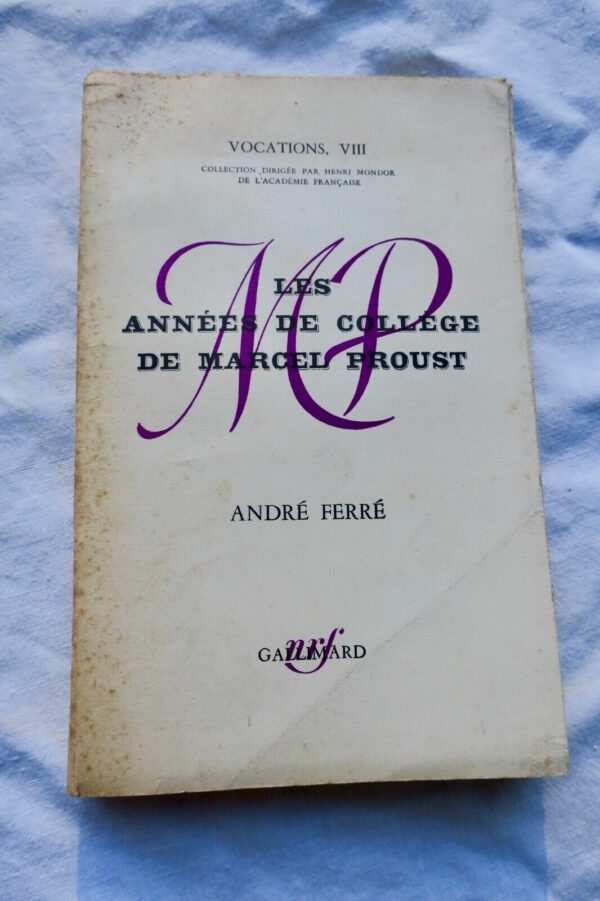 VOCATIONS, VIII
COLLECTION DIRIGÉE PAR HENRI MONDOR
DE L'ACADÉMIE FRANÇAISE
MP
LES
ANNÉES DE COLLÈGE
DE MARCEL PROUST
ANDRÉ FERRÉ
nrf
GALLIMARD